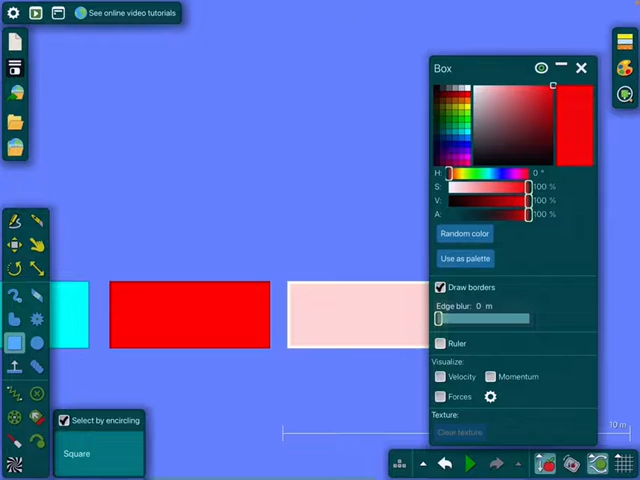 See online video tutorials
Box
H: 0 °
S: 100 %
V: 100 %
A: 100 %
Random color
Use as palette
Draw borders
Edge blur: 0 m
Ruler
Visualize:
Velocity
Momentum
Forces
Texture:
Clear texture
10 m
Select by encircling
Square